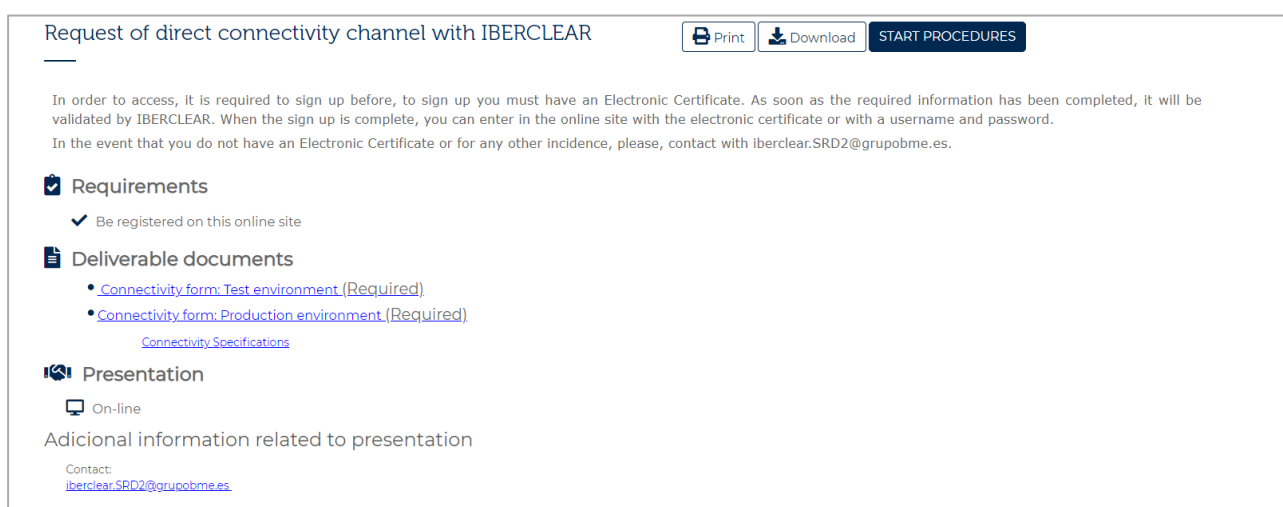 Request of direct connectivity channel with IBERCLEAR
Print
Download
START PROCEDURES
In order to access, it is required to sign up before, to sign up you must have an Electronic Certificate. As soon as the required information has been completed, it will be
validated by IBERCLEAR. When the sign up is complete, you can enter in the online site with the electronic certificate or with a username and password.
In the event that you do not have an Electronic Certificate or for any other incidence, please, contact with iberclear.SRD2@grupobme.es.
Requirements
Be registered on this online site
Deliverable documents
• Connectivity form: Test environment (Required)
• Connectivity form: Production environment (Required)
Connectivity Specifications
Presentation
On-line
Adicional information related to presentation
Contact:
iberclear.SRD2@grupobme.es